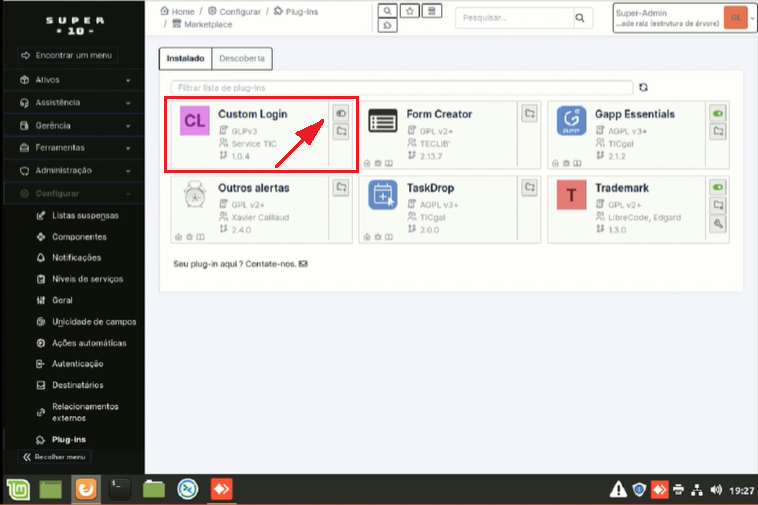 SUPER
-10-
Encontrar um menu
Ativos
Assistência
Gerência
Ferramentas
Administração
Configurar
Listas suspensas
Componentes
Notificações
Níveis de serviços
Geral
Unicidade de campos
Ações automáticas
Autenticação
Destinatários
Relacionamentos
externos
Plug-ins
Recolher menu
Home / Configurar / Plug-ins
/ Marketplace
Pesquisar...
Super-Admin
...ade raiz (estrutura de árvore)
GL
Instalado Descoberta
Filtrar lista de plug-ins
CL
Custom Login
GLPv3
Service TIC
1.0.4
Form Creator
GPL v2+
TECLIB'
2.13.7
G
APP
Gapp Essentials
AGPL v3+
TICgal
2.1.2
Outros alertas
GPL v2+
Xavier Caillaud
2.4.0
TaskDrop
AGPL v3+
TICgal
2.0.0
T
Trademark
GPL v2+
LibreCode, Edgard
1.3.0
Seu plug-in aqui ? Contate-nos.
19:27